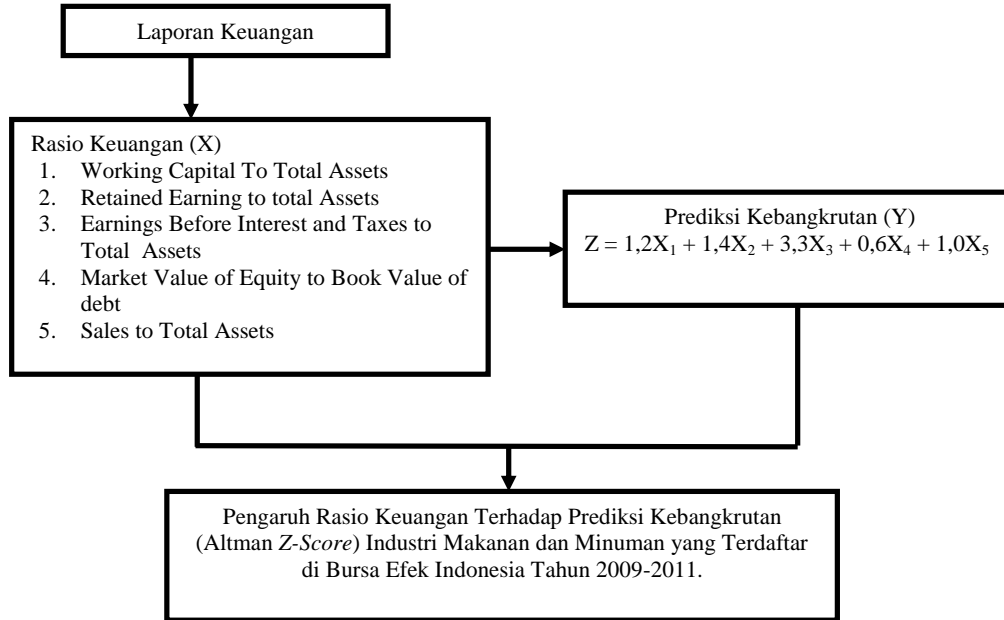 Laporan Keuangan
Rasio Keuangan (X)
1. Working Capital To Total Assets
2. Retained Earning to total Assets
3. Earnings Before Interest and Taxes to
Total Assets
4. Market Value of Equity to Book Value of
debt
5. Sales to Total Assets
Prediksi Kebangkrutan (Y)
Z = 1,2X₁ + 1,4X₂ + 3,3X₃ + 0,6X₄ + 1,0X₅
Pengaruh Rasio Keuangan Terhadap Prediksi Kebangkrutan
(Altman Z-Score) Industri Makanan dan Minuman yang Terdaftar
di Bursa Efek Indonesia Tahun 2009-2011.